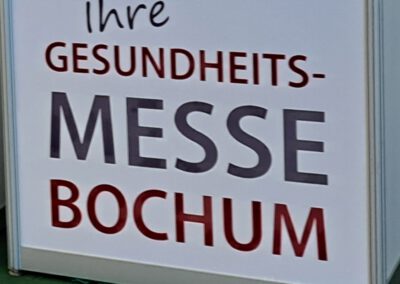 Ihre
GESUNDHEITS-
MESSE
BOCHUM